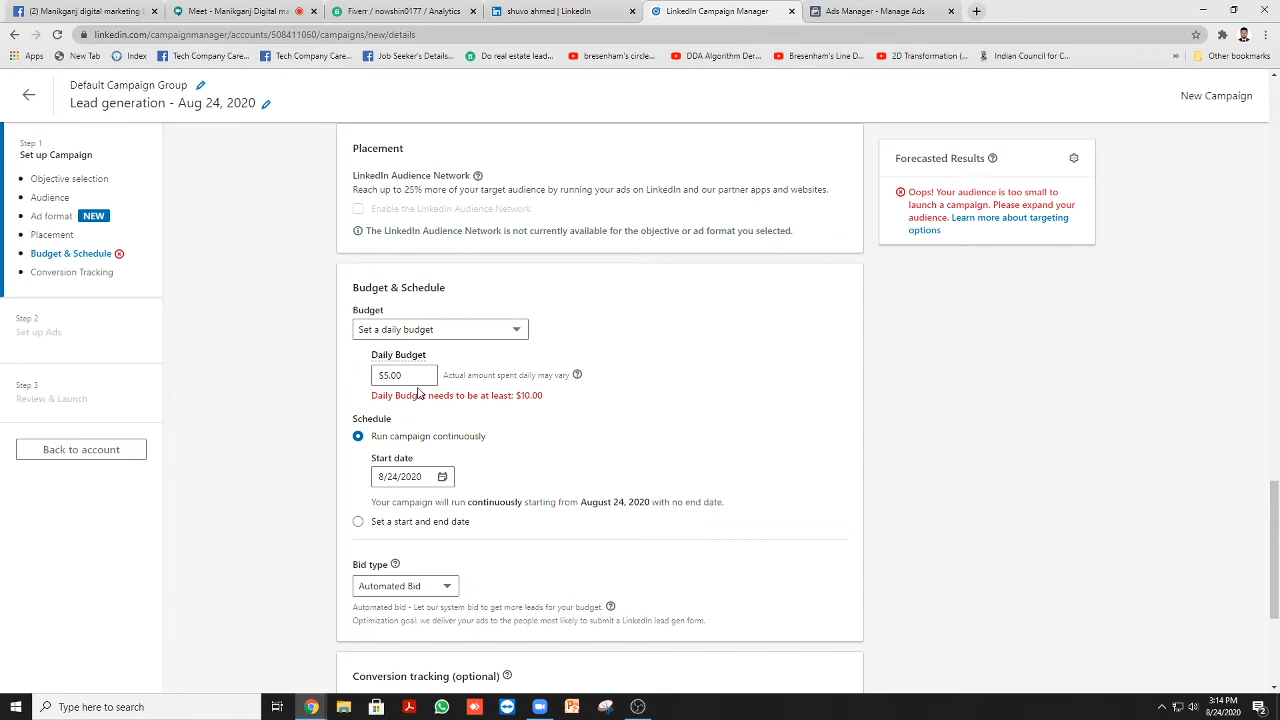 (2) Manikganj digital marketing
Meet - Manikganj Digital ma
Fiverr / nowshin0177 / Analytics
shuvo ahmed | LinkedIn
LinkedIn Campaign Manager
Ads Manager - Manage Ads
linkedin.com/campaignmanager/accounts/508411060/campaigns/new/details
Apps
New Tab
(1) Index
Tech Company Care...
Tech Company Care...
Job Seeker's Details...
Do real estate lead...
bresenham's circle...
DDA Algorithm Der...
Bresenham's Line D...
2D Transformation (...
Indian Council for C...
»
Other bookmarks
Default Campaign Group
Lead generation - Aug 24, 2020
New Campaign
Step 1
Set up Campaign
Objective selection
Audience
Ad format NEW
Placement
Budget & Schedule
Conversion Tracking
Step 2
Set up Ads
Step 3
Review & Launch
Back to account
Placement
LinkedIn Audience Network
Reach up to 25% more of your target audience by running your ads on LinkedIn and our partner apps and websites.
Enable the LinkedIn Audience Network
The LinkedIn Audience Network is not currently available for the objective or ad format you selected.
Budget & Schedule
Budget
Set a daily budget
Daily Budget
$5.00 Actual amount spent daily may vary
Daily Budget needs to be at least: $10.00
Schedule
Run campaign continuously
Start date
8/24/2020
Your campaign will run continuously starting from August 24, 2020 with no end date.
Set a start and end date
Bid type
Automated Bid
Automated bid - Let our system bid to get more leads for your budget.
Optimization goal: we deliver your ads to the people most likely to submit a LinkedIn lead gen form.
Conversion tracking (optional)
Forecasted Results
Oops! Your audience is too small to
launch a campaign. Please expand your
audience. Learn more about targeting
options
Type here to search
3:14 PM
8/24/2020
2